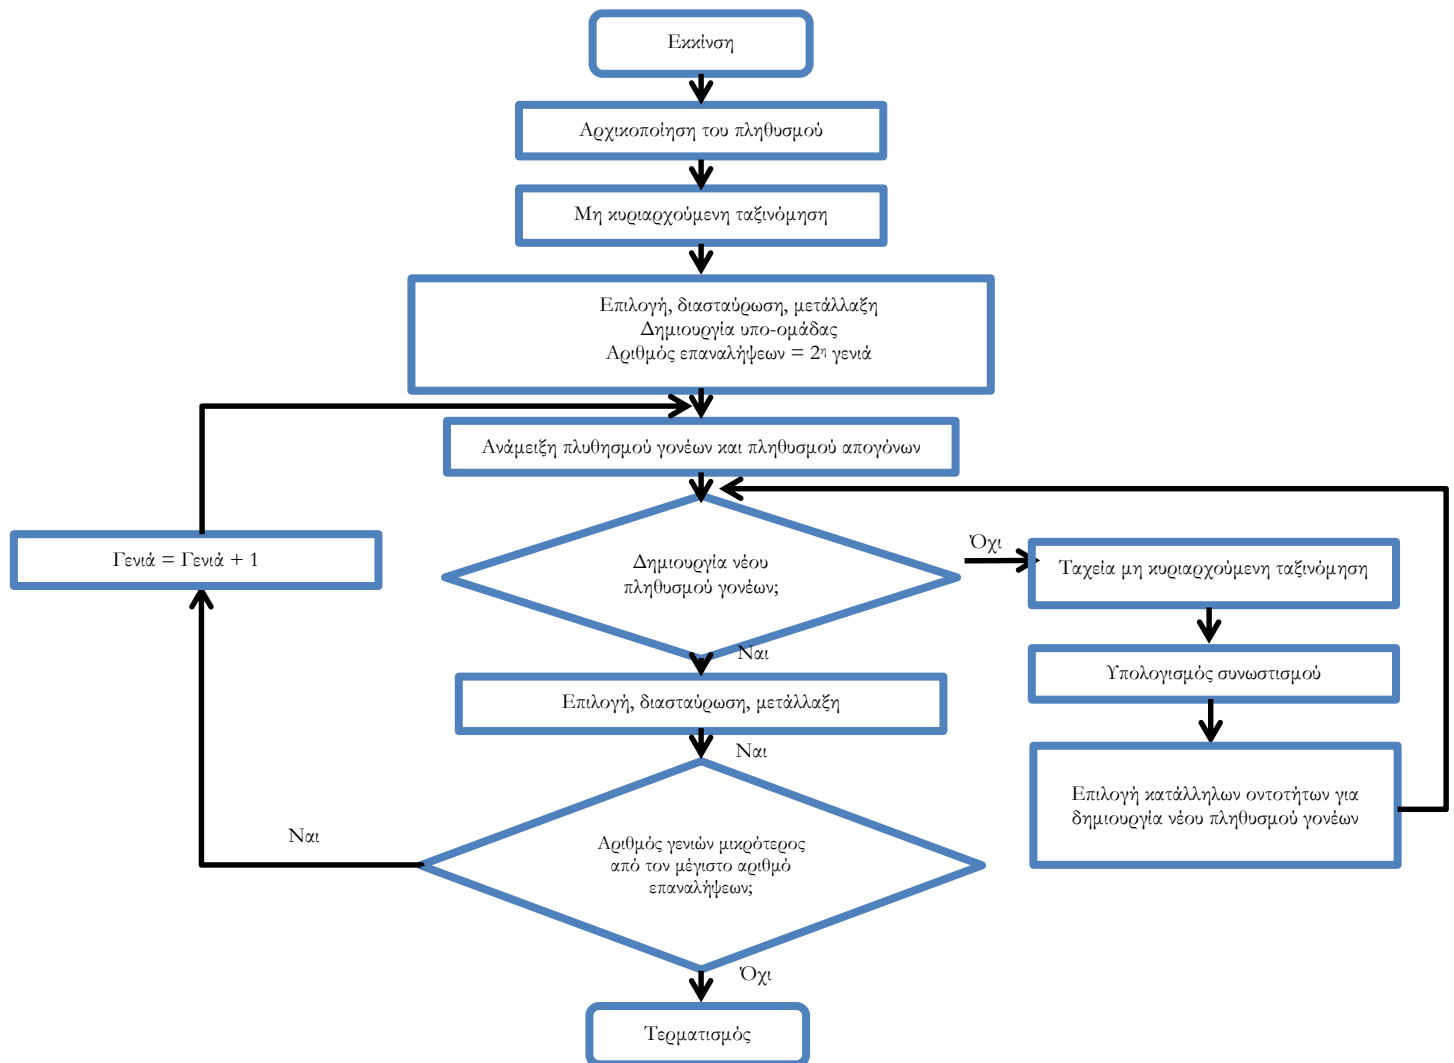 Εκκίνση
Αρχικοποίηση του πληθυσμού
Μη κυριαρχούμενη ταξινόμηση
Επιλογή, διασταύρωση, μετάλλαξη
Δημιουργία υπο-ομάδας
Αριθμός επαναλήψεων = 2η γενιά
Ανάμειξη πλυθησμού γονέων και πληθυσμού απογόνων
Γενιά = Γενιά + 1
Δημιουργία νέου
πληθυσμού γονέων;
Όχι
Ταχεία μη κυριαρχούμενη ταξινόμηση
Ναι
Υπολογισμός συνωστισμού
Επιλογή, διασταύρωση, μετάλλαξη
Ναι
Επιλογή κατάλληλων οντοτήτων για
δημιουργία νέου πληθυσμού γονέων
Ναι
Αριθμός γενιών μικρότερος
από τον μέγιστο αριθμό
επαναλήψεων;
Όχι
Τερματισμός